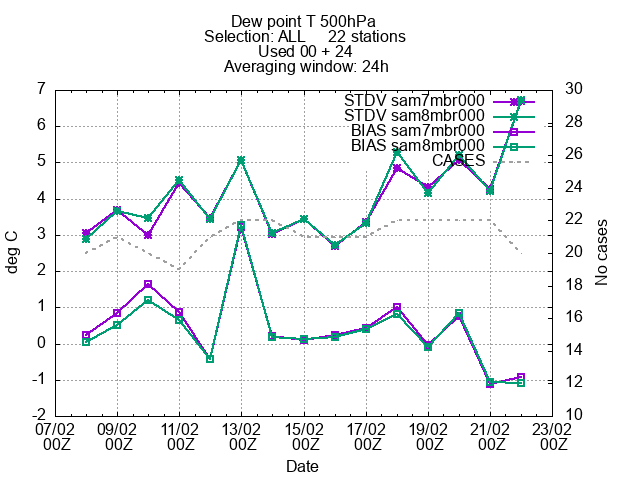 Dew point T 500hPa
Selection: ALL 22 stations
Used 00 + 24
Averaging window: 24h
7 30
6 28
5 26
4 24
3 22
2 20
1 18
0 16
-1 14
-2 12
10
STDV sam7mbr000
STDV sam8mbr000
BIAS sam7mbr000
BIAS sam8mbr000
CASES
deg C
No cases
07/02 09/02 11/02 13/02 15/02 17/02 19/02 21/02 23/02
00Z 00Z 00Z 00Z 00Z 00Z 00Z 00Z 00Z
Date